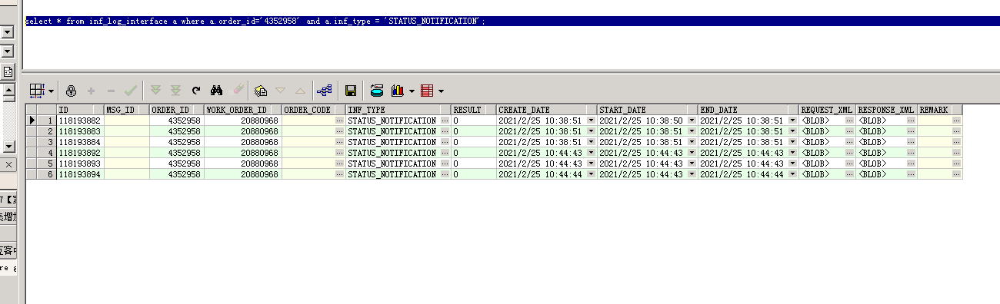 select * from inf_log_interface a where a.order_id='4352958' and a.inf_type = 'STATUS_NOTIFICATION';
ID MSG_ID ORDER_ID WORK_ORDER_ID ORDER_CODE INF_TYPE RESULT CREATE_DATE START_DATE END_DATE REQUEST_XML RESPONSE_XML REMARK
1 118193882 4352958 20880968 ... STATUS_NOTIFICATION ... 0 2021/2/25 10:38:51 2021/2/25 10:38:50 2021/2/25 10:38:51 <BLOB> ... <BLOB> ... ...
2 118193883 4352958 20880968 ... STATUS_NOTIFICATION ... 0 2021/2/25 10:38:51 2021/2/25 10:38:51 2021/2/25 10:38:51 <BLOB> ... <BLOB> ... ...
3 118193884 4352958 20880968 ... STATUS_NOTIFICATION ... 0 2021/2/25 10:38:51 2021/2/25 10:38:51 2021/2/25 10:38:51 <BLOB> ... <BLOB> ... ...
4 118193892 4352958 20880968 ... STATUS_NOTIFICATION ... 0 2021/2/25 10:44:43 2021/2/25 10:44:43 2021/2/25 10:44:43 <BLOB> ... <BLOB> ... ...
5 118193893 4352958 20880968 ... STATUS_NOTIFICATION ... 0 2021/2/25 10:44:43 2021/2/25 10:44:43 2021/2/25 10:44:43 <BLOB> ... <BLOB> ... ...
6 118193894 4352958 20880968 ... STATUS_NOTIFICATION ... 0 2021/2/25 10:44:44 2021/2/25 10:44:43 2021/2/25 10:44:44 <BLOB> ... <BLOB> ... ...
表增加
互客中